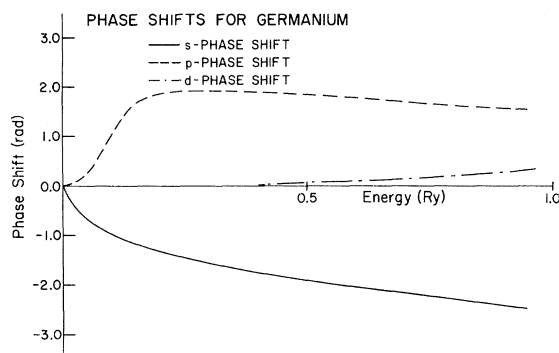 PHASE SHIFTS FOR GERMANIUM
s-PHASE SHIFT
p-PHASE SHIFT
d-PHASE SHIFT
Phase Shift (rad)
3.0
2.0
1.0
0.0
-1.0
-2.0
-3.0
0.5
Energy (Ry)
1.0